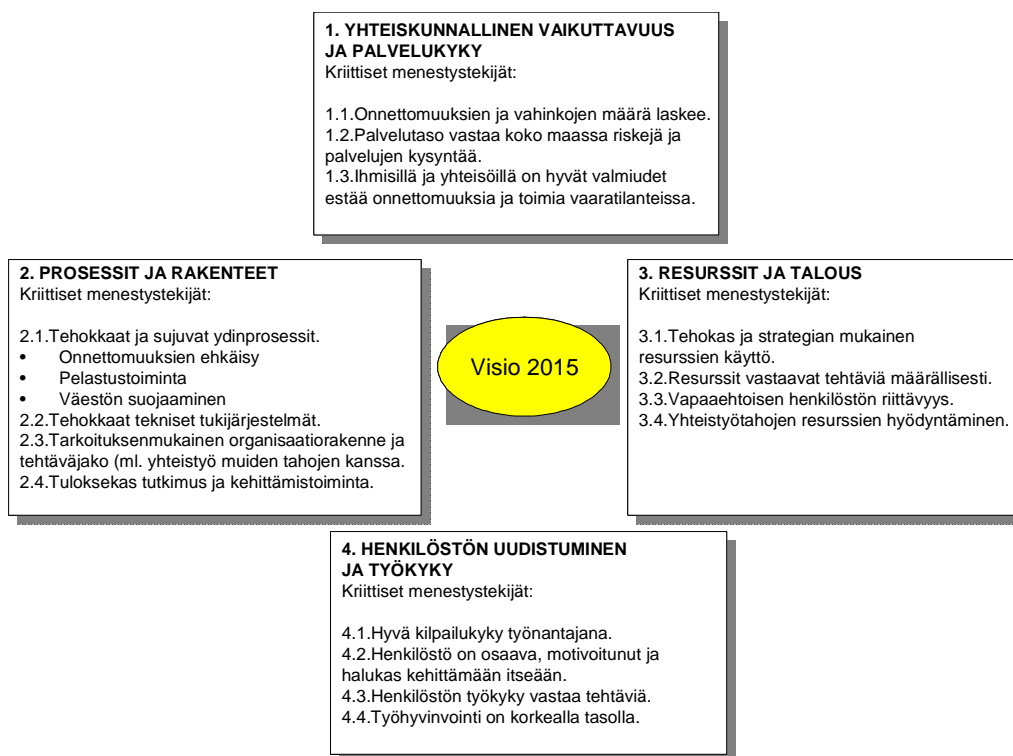 1. YHTEISKUNNALLINEN VAIKUTTAVUUS
JA PALVELUKYKY
Kriittiset menestystekijät:
1.1.Onnettomuuksien ja vahinkojen määrä laskee.
1.2.Palvelutaso vastaa koko maassa riskejä ja
palvelujen kysyntää.
1.3.Ihmisillä ja yhteisöillä on hyvät valmiudet
estää onnettomuuksia ja toimia vaaratilanteissa.
2. PROSESSIT JA RAKENTEET
Kriittiset menestystekijät:
2.1.Tehokkaat ja sujuvat ydinprosessit.
• Onnettomuuksien ehkäisy
• Pelastustoiminta
• Väestön suojaaminen
2.2.Tehokkaat tekniset tukijärjestelmät.
2.3.Tarkoituksenmukainen organisaatiorakenne ja
tehtäväjako (ml. yhteistyö muiden tahojen kanssa.
2.4.Tuloksekas tutkimus ja kehittämistoiminta.
Visio 2015
3. RESURSSIT JA TALOUS
Kriittiset menestystekijät:
3.1.Tehokas ja strategian mukainen
resurssien käyttö.
3.2.Resurssit vastaavat tehtäviä määrällisesti.
3.3.Vapaaehtoisen henkilöstön riittävyys.
3.4.Yhteistyötahojen resurssien hyödyntäminen.
4. HENKILÖSTÖN UUDISTUMINEN
JA TYÖKYKY
Kriittiset menestystekijät:
4.1.Hyvä kilpailukyky työnantajana.
4.2.Henkilöstö on osaava, motivoitunut ja
halukas kehittämään itseään.
4.3.Henkilöstön työkyky vastaa tehtäviä.
4.4.Työhyvinvointi on korkealla tasolla.